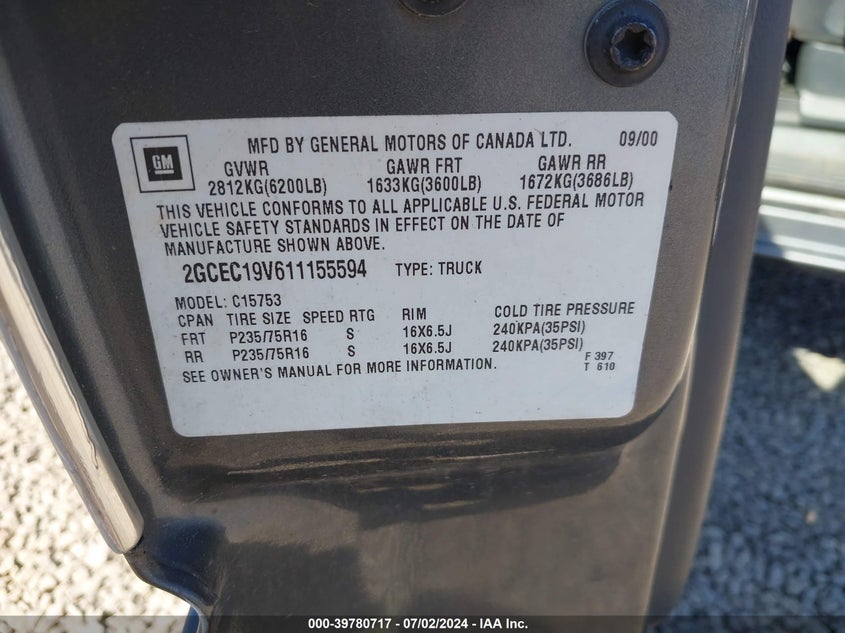 MFD BY GENERAL MOTORS OF CANADA LTD. 09/00
GM
GVWR GAWR FRT GAWR RR
2812KG(6200LB) 1633KG(3600LB) 1672KG(3686LB)
THIS VEHICLE CONFORMS TO ALL APPLICABLE U.S. FEDERAL MOTOR
VEHICLE SAFETY STANDARDS IN EFFECT ON THE DATE OF
MANUFACTURE SHOWN ABOVE.
2GCEC19V611155594 TYPE: TRUCK
MODEL: C15753
CPAN TIRE SIZE SPEED RTG RIM COLD TIRE PRESSURE
FRT P235/75R16 S 16X6.5J 240KPA(35PSI)
RR P235/75R16 S 16X6.5J 240KPA(35PSI)
SEE OWNER'S MANUAL FOR MORE INFORMATION.
F 397
T 610
000-39780717 - 07/02/2024 - IAA Inc.